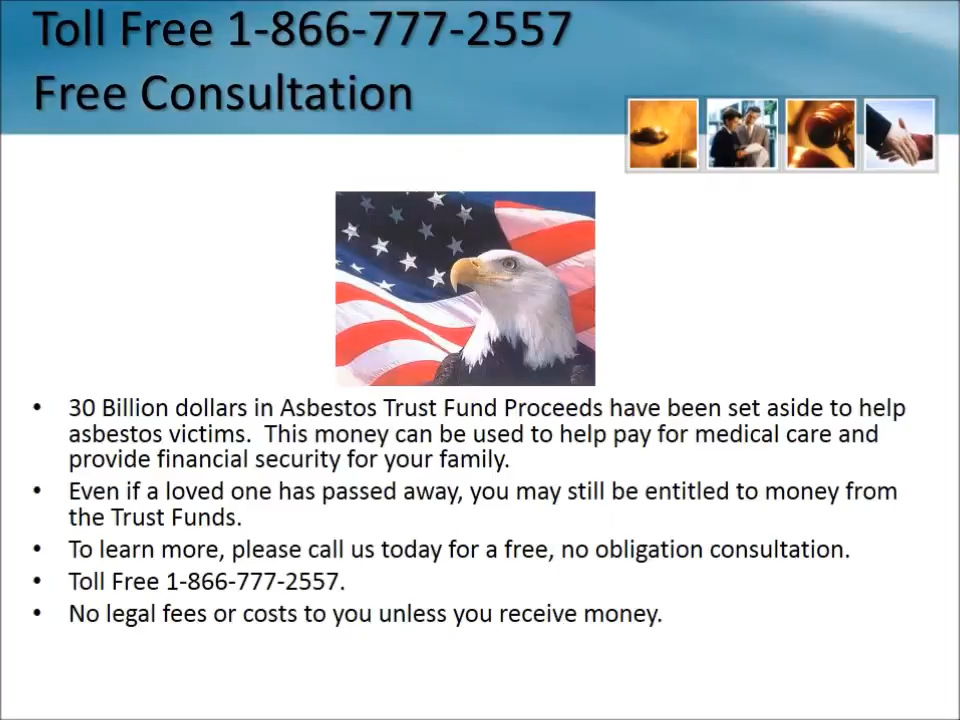 Toll Free 1-866-777-2557
Free Consultation
• 30 Billion dollars in Asbestos Trust Fund Proceeds have been set aside to help
asbestos victims.  This money can be used to help pay for medical care and
provide financial security for your family.
• Even if a loved one has passed away, you may still be entitled to money from
the Trust Funds.
• To learn more, please call us today for a free, no obligation consultation.
• Toll Free 1-866-777-2557.
• No legal fees or costs to you unless you receive money.